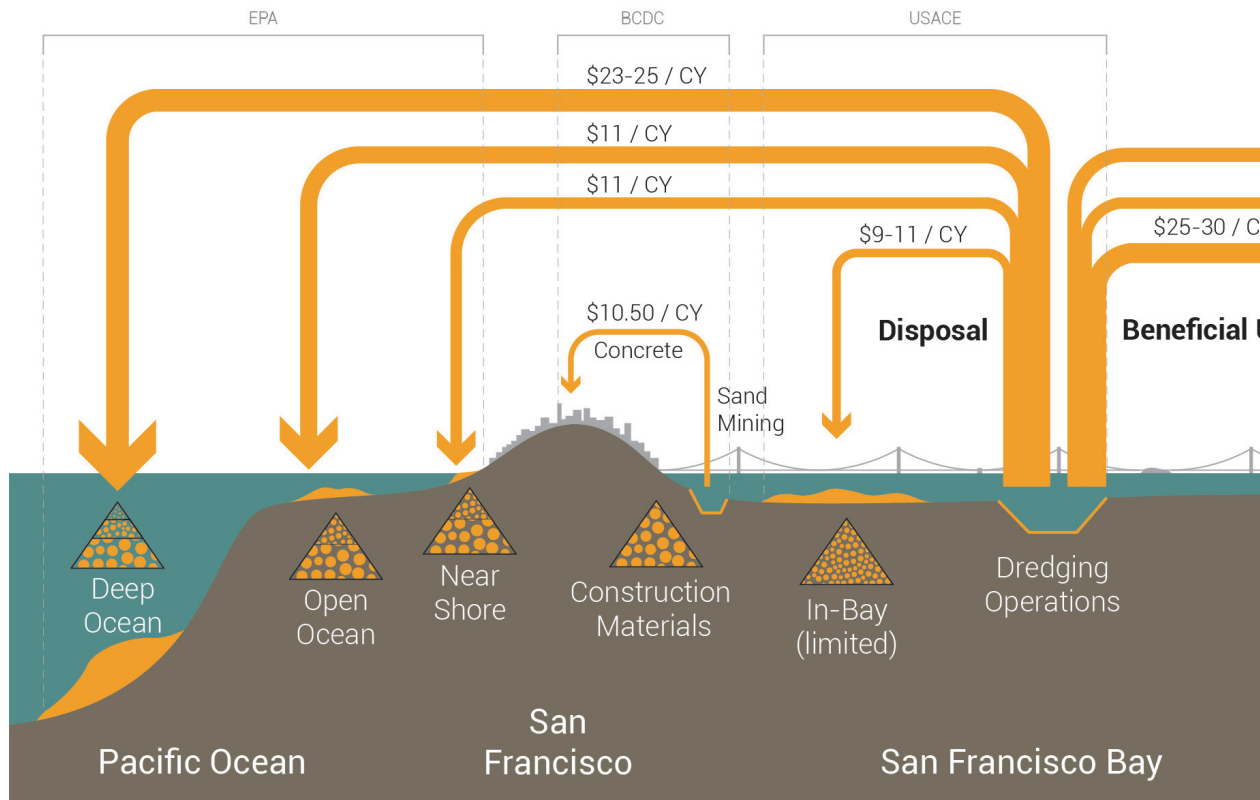 EPA
BCDC
USACE
$23-25 / CY
$11 / CY
$11 / CY
$9-11 / CY
$25-30 / C
$10.50 / CY
Concrete
Disposal
Beneficial U
Sand
Mining
Deep
Ocean
Open
Ocean
Near
Shore
Construction
Materials
In-Bay
(limited)
Dredging
Operations
Pacific Ocean
San
Francisco
San Francisco Bay